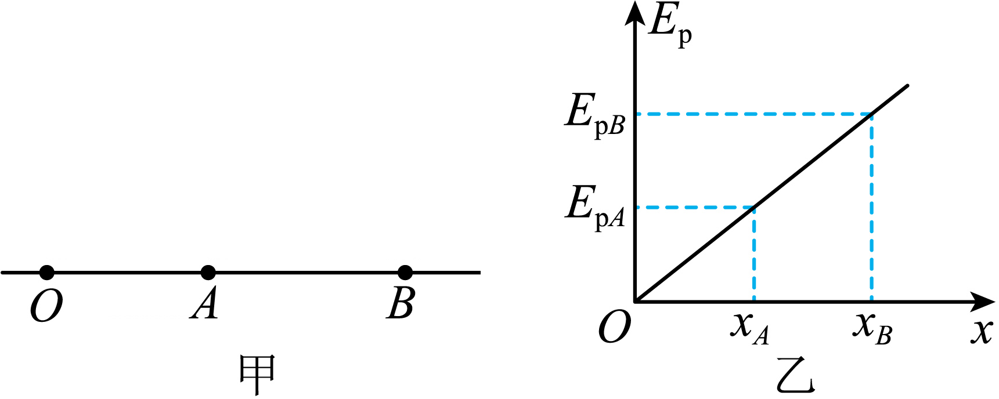 O A B
甲
E_p
E_pB
E_pA
O x_A x_B x
乙